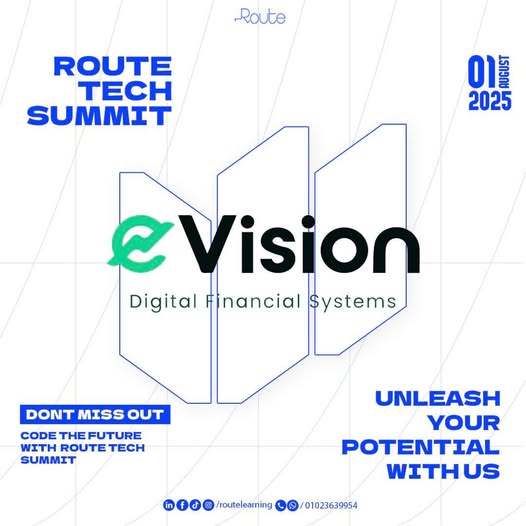 Route
ROUTE
TECH
SUMMIT
01 AUGUST
2025
eVision
Digital Financial Systems
DONT MISS OUT
CODE THE FUTURE
WITH ROUTE TECH
SUMMIT
UNLEASH
YOUR
POTENTIAL
WITH US
/routelearning / 01023639954